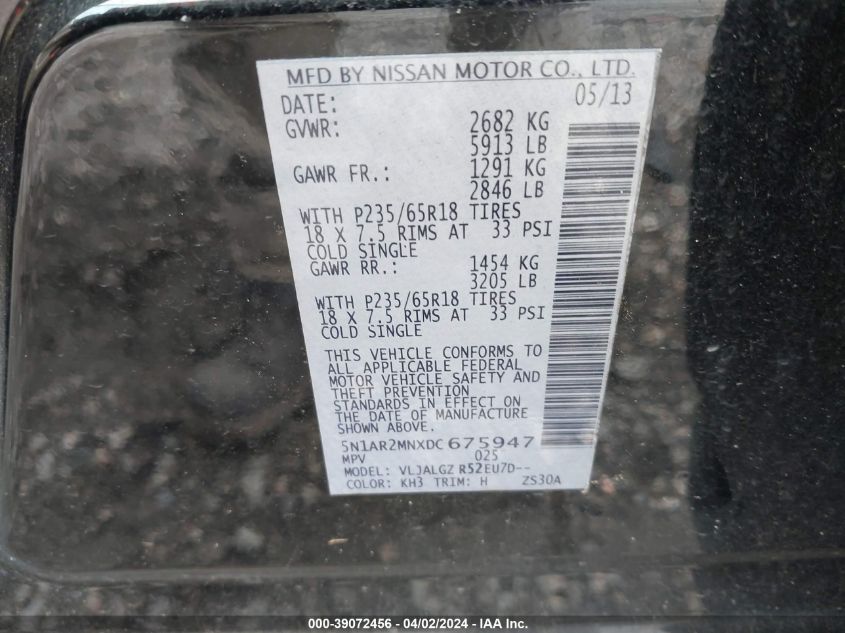 MFD BY NISSAN MOTOR CO., LTD.
DATE: 05/13
GVWR: 2682 KG
5913 LB
GAWR FR.: 1291 KG
2846 LB
WITH P235/65R18 TIRES
18 X 7.5 RIMS AT 33 PSI
COLD SINGLE
GAWR RR.: 1454 KG
3205 LB
WITH P235/65R18 TIRES
18 X 7.5 RIMS AT 33 PSI
COLD SINGLE
THIS VEHICLE CONFORMS TO
ALL APPLICABLE FEDERAL
MOTOR VEHICLE SAFETY AND
THEFT PREVENTION
STANDARDS IN EFFECT ON
THE DATE OF MANUFACTURE
SHOWN ABOVE.
5N1AR2MNXDC675947
MPV 025
MODEL: VLJALGZ R52EU7D--
COLOR: KH3 TRIM: H ZS30A
000-39072456 - 04/02/2024 - IAA Inc.